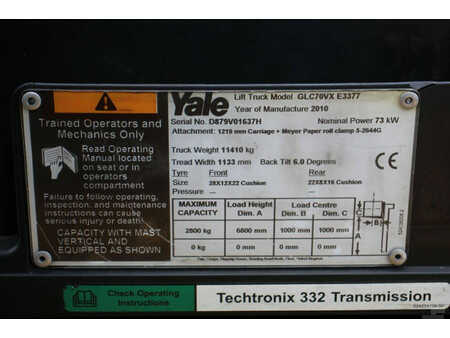 Trained Operators and
Mechanics Only
Read Operating
Manual located
on seat or in
operators
compartment.
Failure to follow operating,
inspection, and maintenance
instructions can cause
serious injury or death.
CAPACITY WITH MAST
VERTICAL AND
EQUIPPED AS SHOWN
Yale
Lift Truck Model GLC70VX E3377
Year of Manufacture 2010
Serial No. D879V01637H
Nominal Power 73 kW
Attachment: 1219 mm Carriage + Meyer Paper roll clamp 5-2644G
Truck Weight 11410 kg
Tread Width 1133 mm Back Tilt 6.0 Degrees
Tyre Front Rear
Size 28X12X22 Cushion 22X8X16 Cushion
MAXIMUM CAPACITY Load Height Dim. A Load Centre Dim. B Dim. C
2800 kg 6800 mm 1000 mm 1000 mm
0 kg 0 mm 0 mm 0 mm
C
B
A
Check Operating
Instructions
Techtronix 332 Transmission